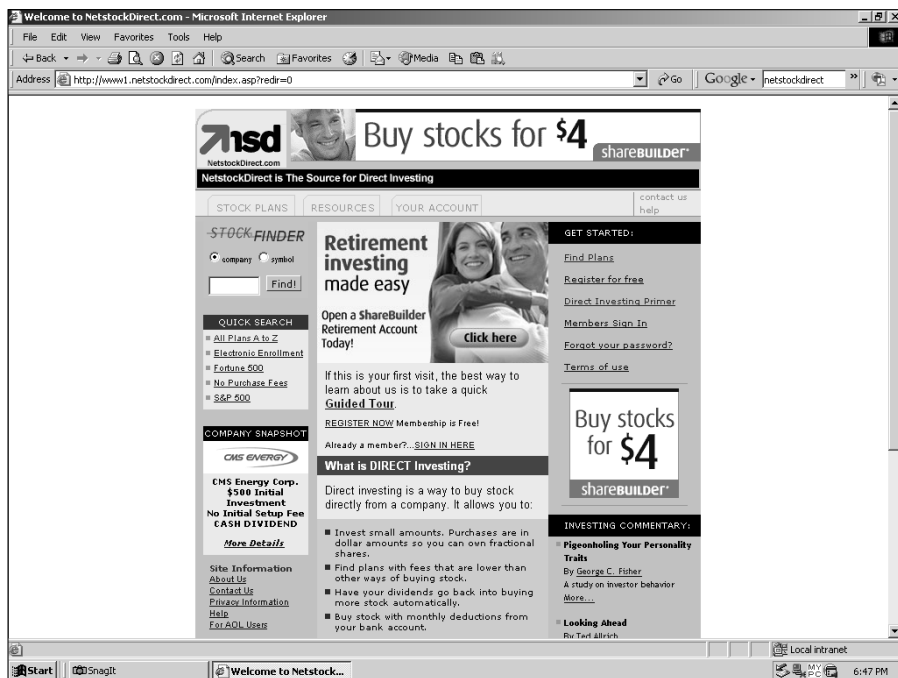 Welcome to NetstockDirect.com - Microsoft Internet Explorer
File Edit View Favorites Tools Help
Back Search Favorites Media
Address http://www1.netstockdirect.com/index.asp?redir=0 Go Google netstockdirect »
nsd
NetstockDirect.com
Buy stocks for $4
shareBUILDER
NetstockDirect is The Source for Direct Investing
STOCK PLANS RESOURCES YOUR ACCOUNT
contact us
help
STOCK FINDER
company symbol
Find!
QUICK SEARCH
All Plans A to Z
Electronic Enrollment
Fortune 500
No Purchase Fees
S&P 500
COMPANY SNAPSHOT
CMS ENERGY
CMS Energy Corp.
$500 Initial
Investment
No Initial Setup Fee
CASH DIVIDEND
More Details
Site Information
About Us
Contact Us
Privacy Information
Help
For AOL Users
Retirement
investing
made easy
Open a ShareBuilder
Retirement Account
Today!
Click here
If this is your first visit, the best way to
learn about us is to take a quick
Guided Tour.
REGISTER NOW Membership is Free!
Already a member?...SIGN IN HERE
What is DIRECT Investing?
Direct investing is a way to buy stock
directly from a company. It allows you to:
Invest small amounts. Purchases are in
dollar amounts so you can own fractional
shares.
Find plans with fees that are lower than
other ways of buying stock.
Have your dividends go back into buying
more stock automatically.
Buy stock with monthly deductions from
your bank account.
GET STARTED:
Find Plans
Register for free
Direct Investing Primer
Members Sign In
Forgot your password?
Terms of use
Buy stocks
for $4
shareBUILDER
INVESTING COMMENTARY:
Pigeonholing Your Personality
Traits
By George C. Fisher
A study on investor behavior
More...
Looking Ahead
By Ted Allrich
Local intranet
Start SnagIt Welcome to Netstock... MY PC 6:47 PM